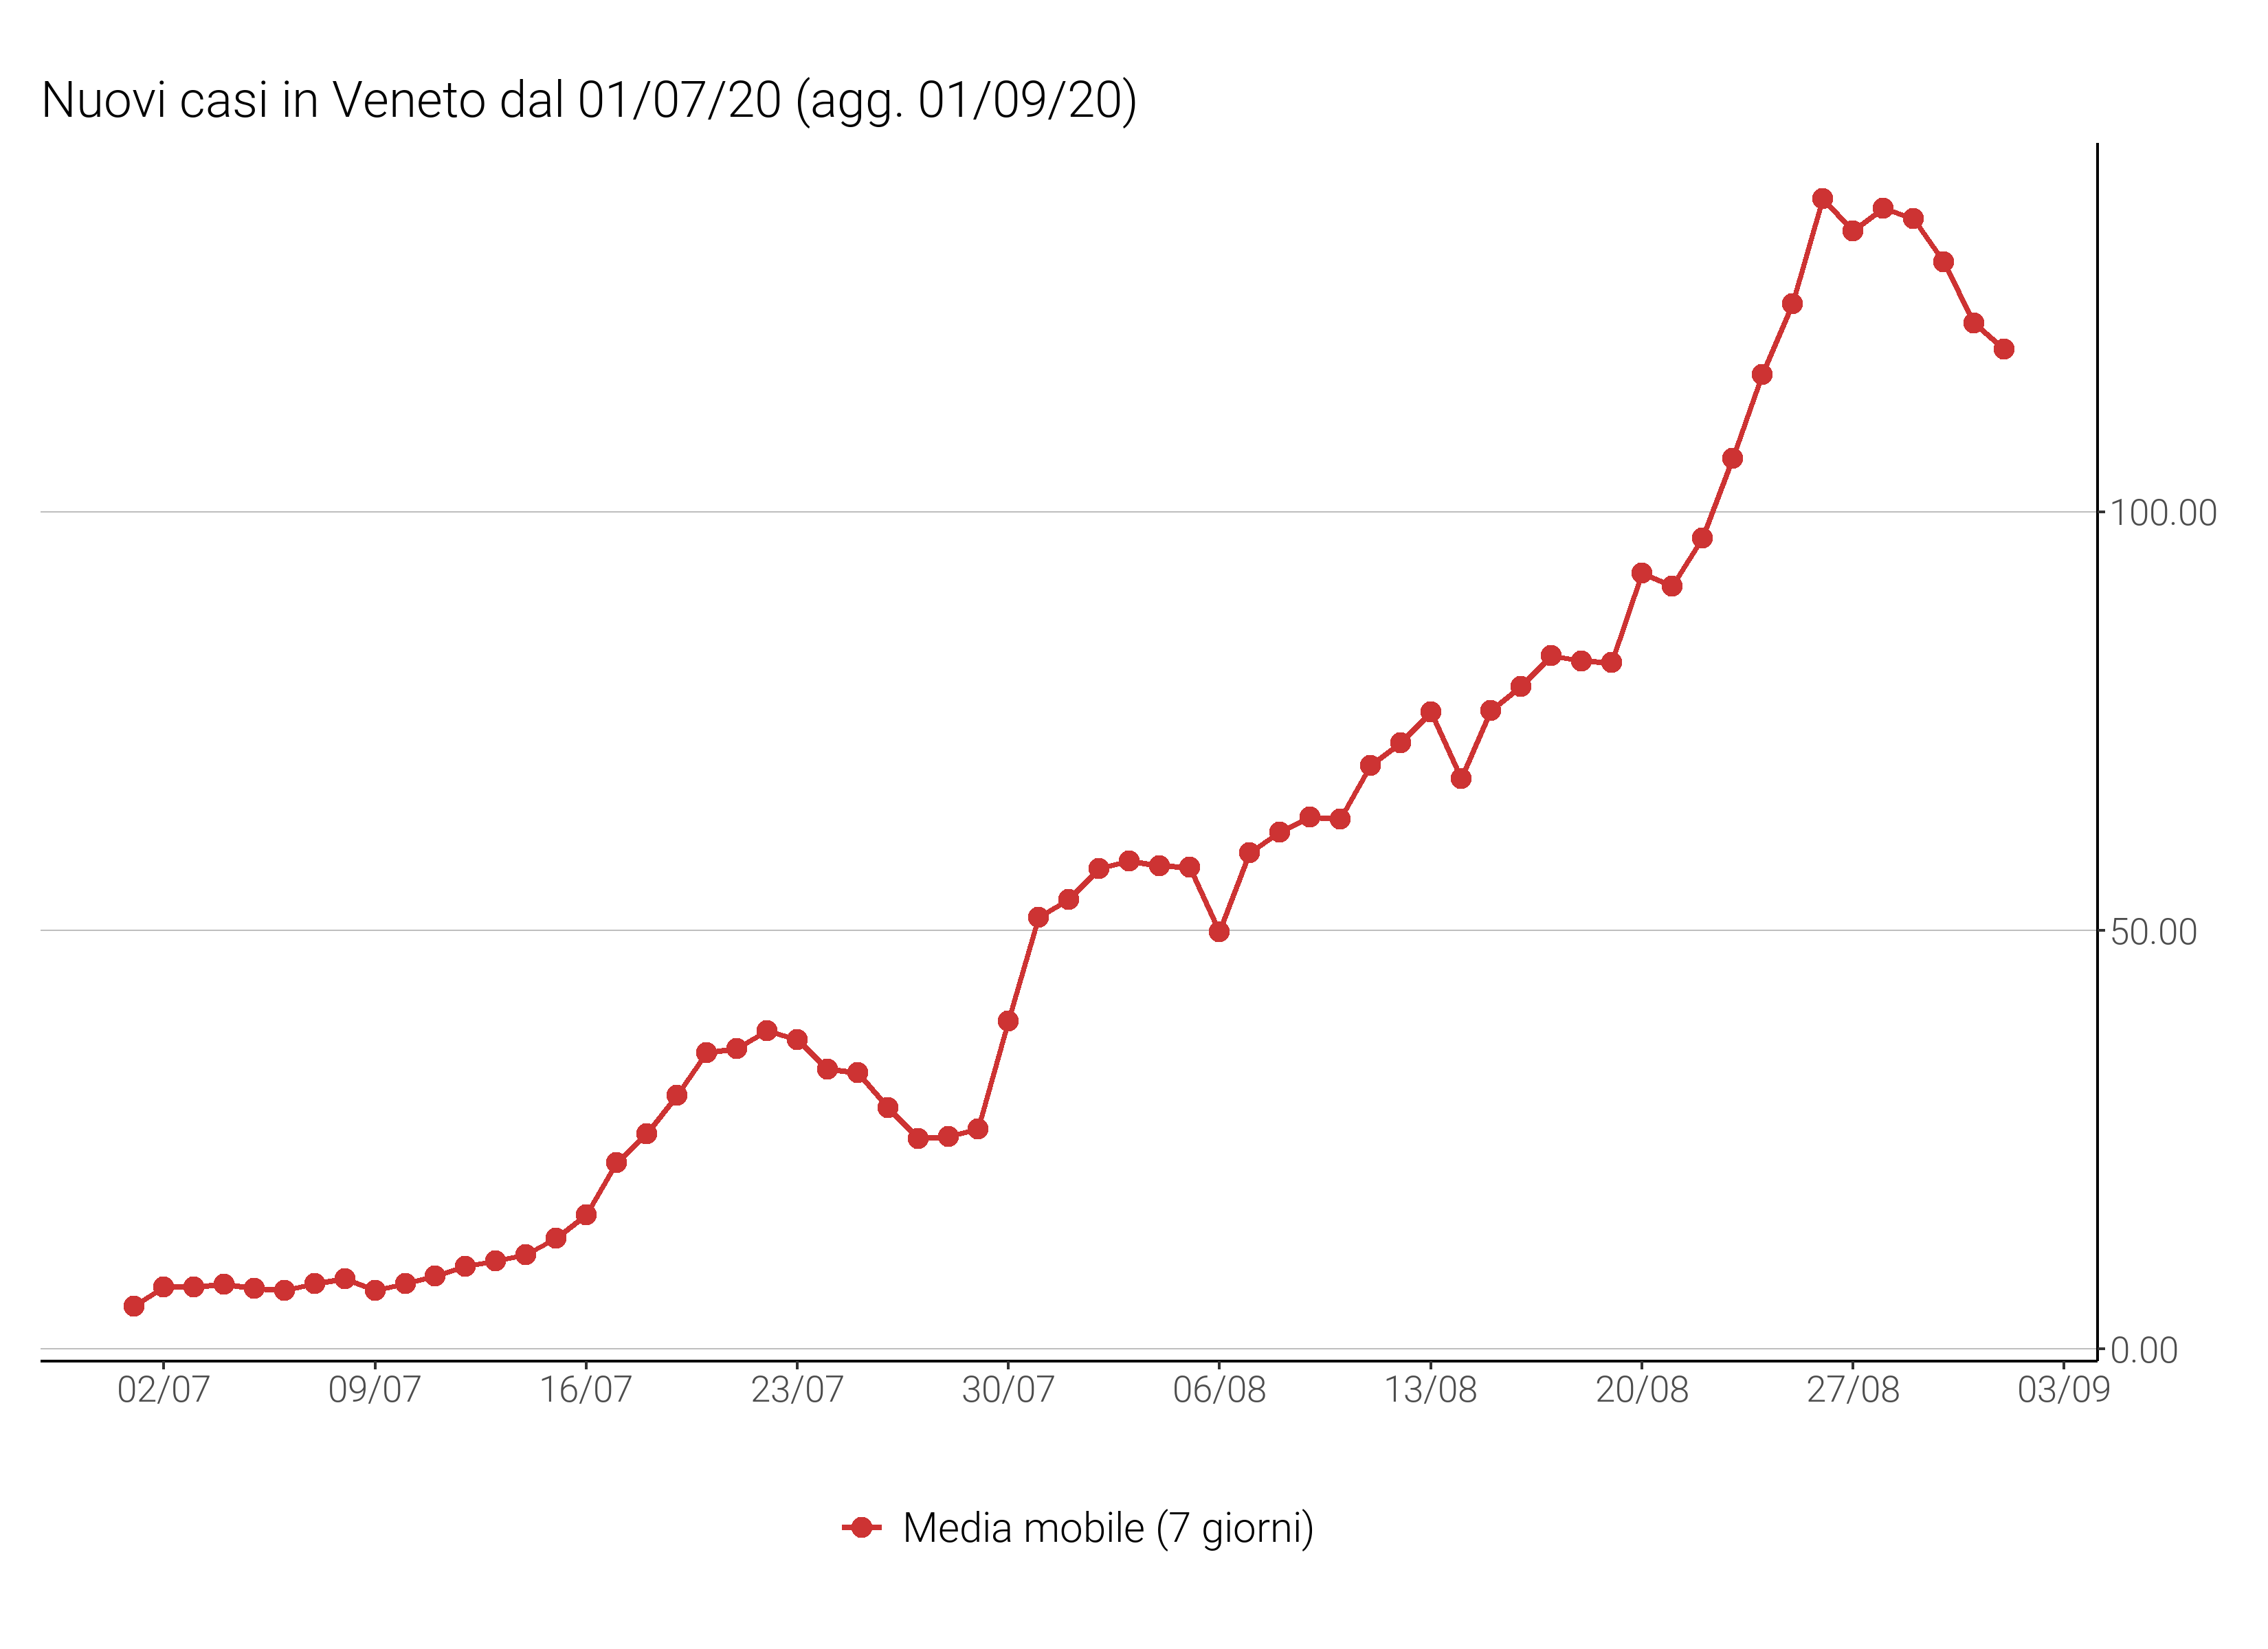 Nuovi casi in Veneto dal 01/07/20 (agg. 01/09/20)
100.00
50.00
0.00
02/07 09/07 16/07 23/07 30/07 06/08 13/08 20/08 27/08 03/09
Media mobile (7 giorni)